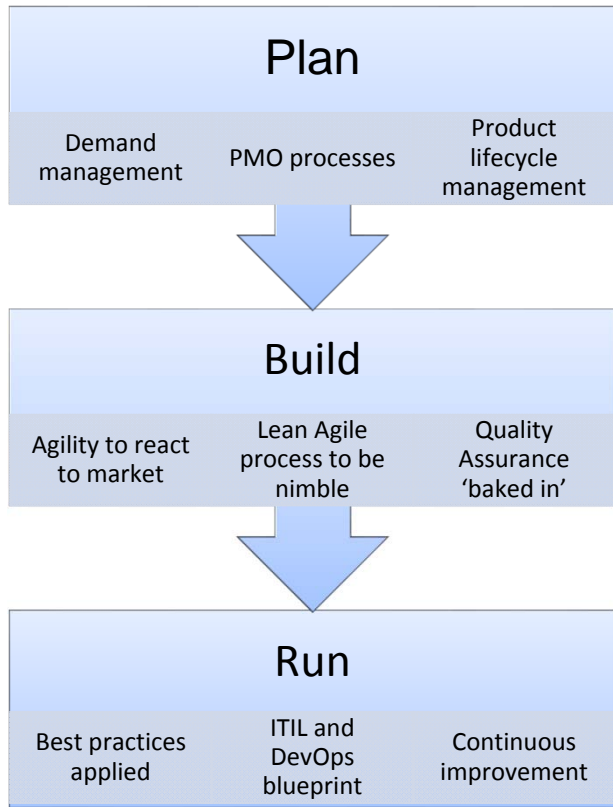 Plan
Demand
management
PMO processes
Product
lifecycle
management
Build
Agility to react
to market
Lean Agile
process to be
nimble
Quality
Assurance
‘baked in’
Run
Best practices
applied
ITIL and
DevOps
blueprint
Continuous
improvement